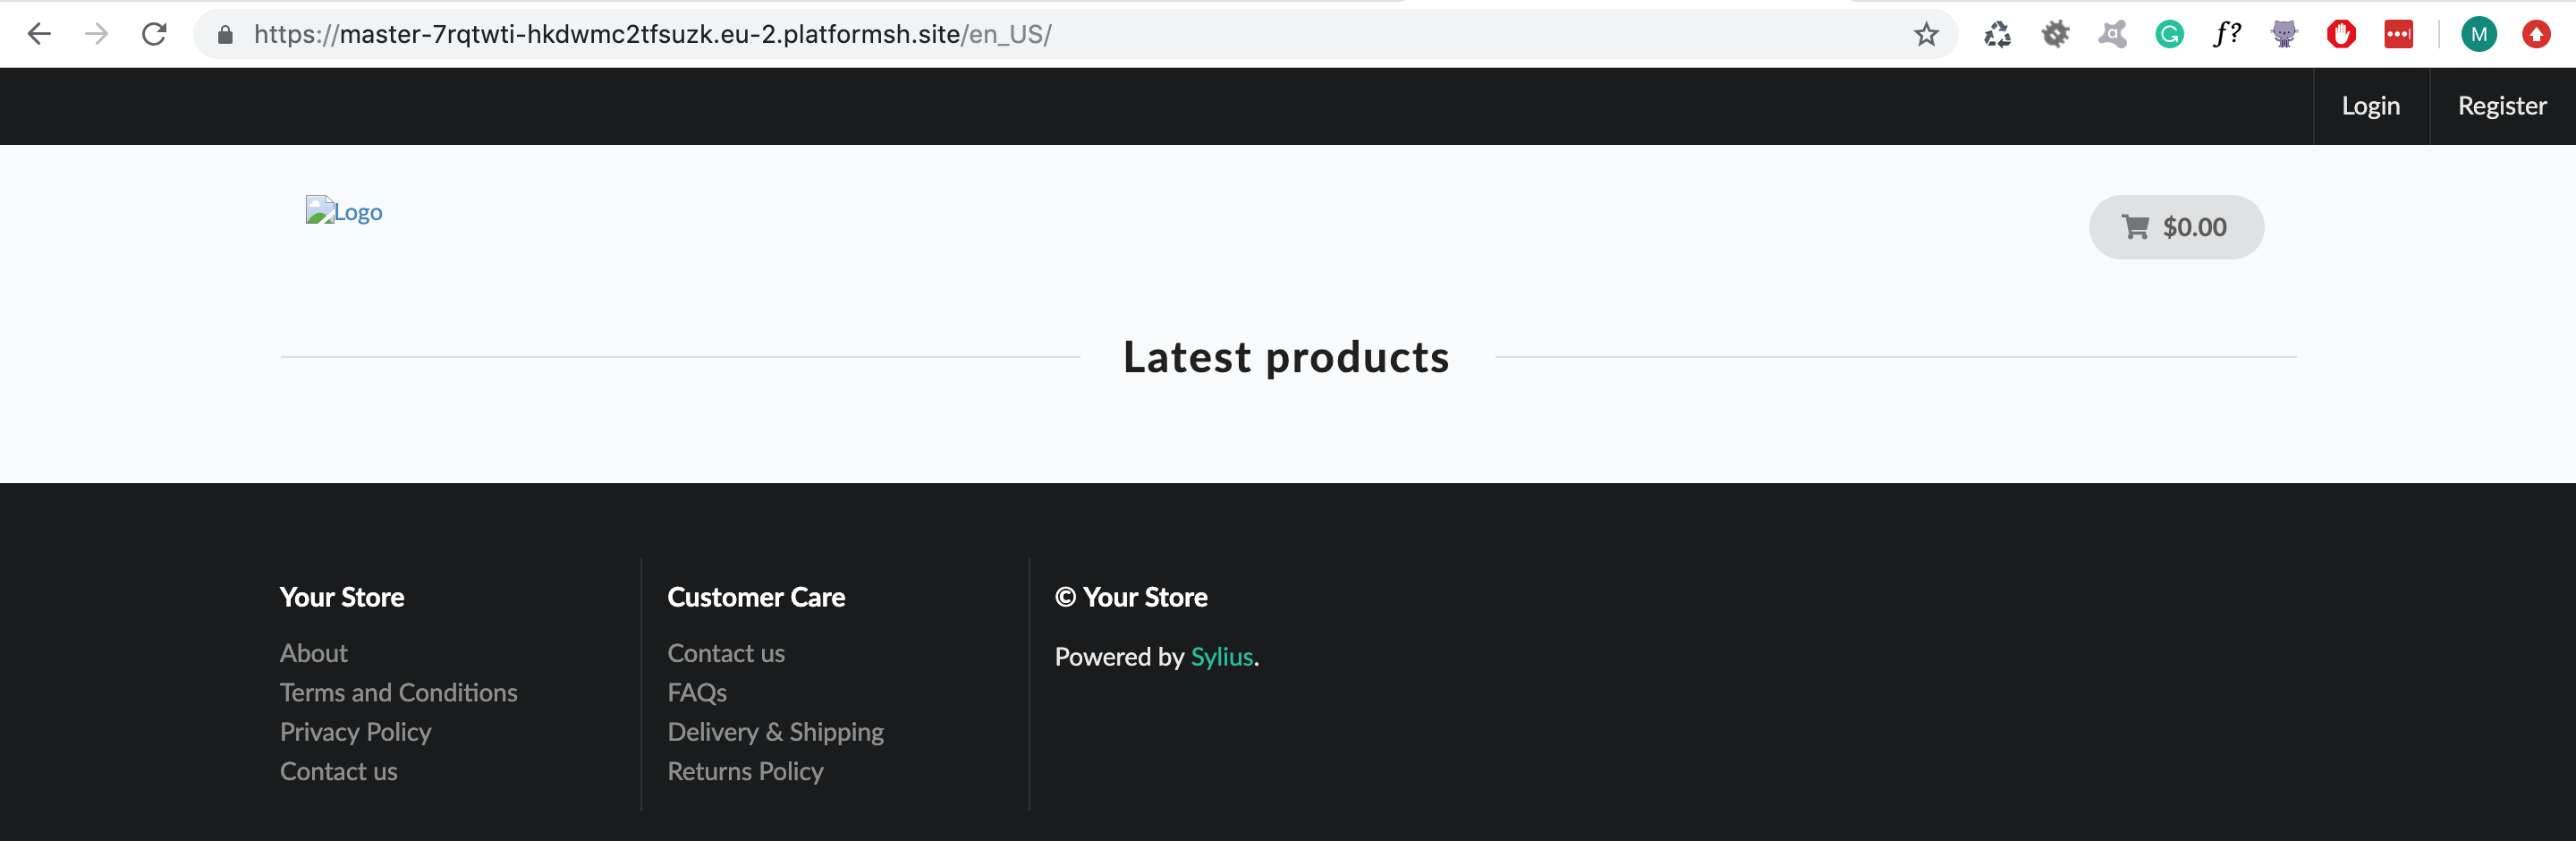 https://master-7rqtwti-hkdwmc2tfsuzk.eu-2.platformsh.site/en_US/
a
G
f?
M
Login
Register
Logo
$0.00
Latest products
Your Store
About
Terms and Conditions
Privacy Policy
Contact us
Customer Care
Contact us
FAQs
Delivery & Shipping
Returns Policy
© Your Store
Powered by Sylius.